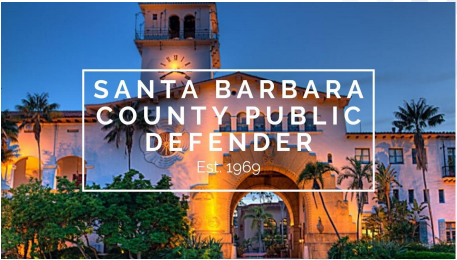 SANTA BARBARA
COUNTY PUBLIC
DEFENDER
Est. 1969